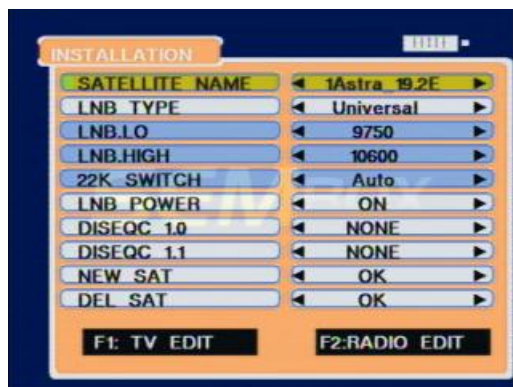 INSTALLATION
SATELLITE NAME 1Astra_19.2E
LNB TYPE Universal
LNB.LO 9750
LNB.HIGH 10600
22K SWITCH Auto
LNB POWER ON
DISEQC 1.0 NONE
DISEQC 1.1 NONE
NEW SAT OK
DEL SAT OK
F1: TV EDIT F2:RADIO EDIT